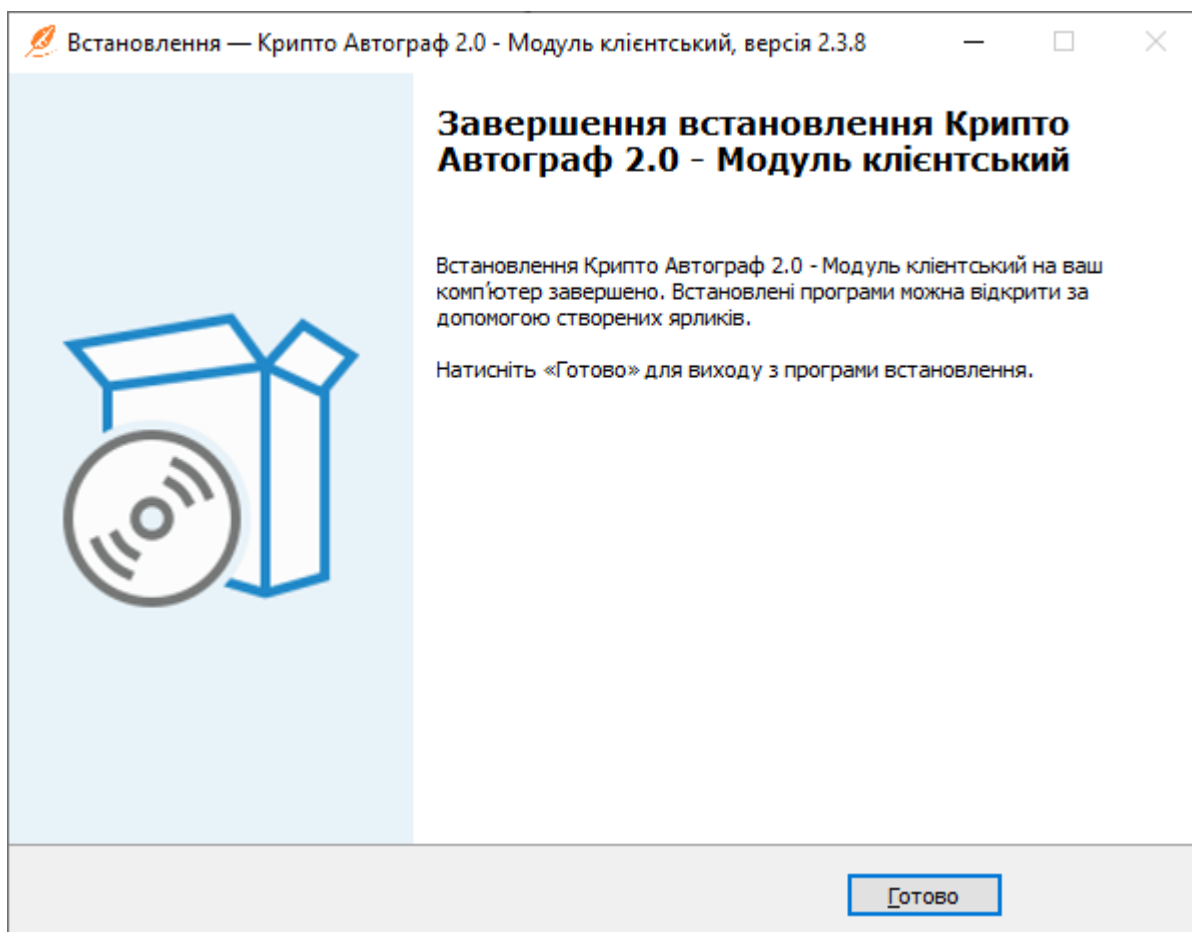 Встановлення — Крипто Автограф 2.0 - Модуль клієнтський, версія 2.3.8
Завершення встановлення Крипто
Автограф 2.0 - Модуль клієнтський
Встановлення Крипто Автограф 2.0 - Модуль клієнтський на ваш
комп'ютер завершено. Встановлені програми можна відкрити за
допомогою створених ярликів.
Натисніть «Готово» для виходу з програми встановлення.
Готово